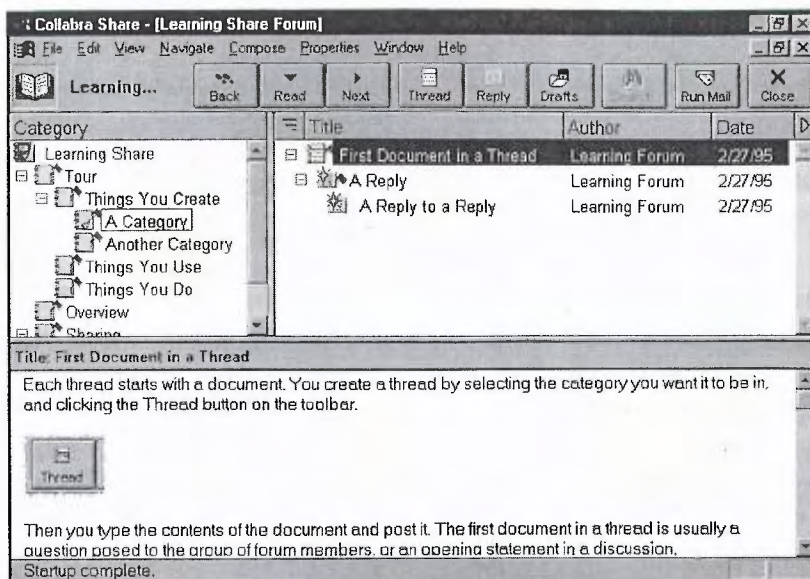 Collabra Share - [Learning Share Forum]
File Edit View Navigate Compose Properties Window Help
Learning... Back Read Next Thread Reply Drafts Run Mail Close
Category Title Author Date D
Learning Share
Tour
Things You Create
A Category
Another Category
Things You Use
Things You Do
Overview
Sharing
First Document in a Thread Learning Forum 2/27/95
A Reply Learning Forum 2/27/95
A Reply to a Reply Learning Forum 2/27/95
Title: First Document in a Thread
Each thread starts with a document. You create a thread by selecting the category you want it to be in,
and clicking the Thread button on the toolbar.
Thread
Then you type the contents of the document and post it. The first document in a thread is usually a
question posed to the group of forum members, or an opening statement in a discussion,
Startup complete.